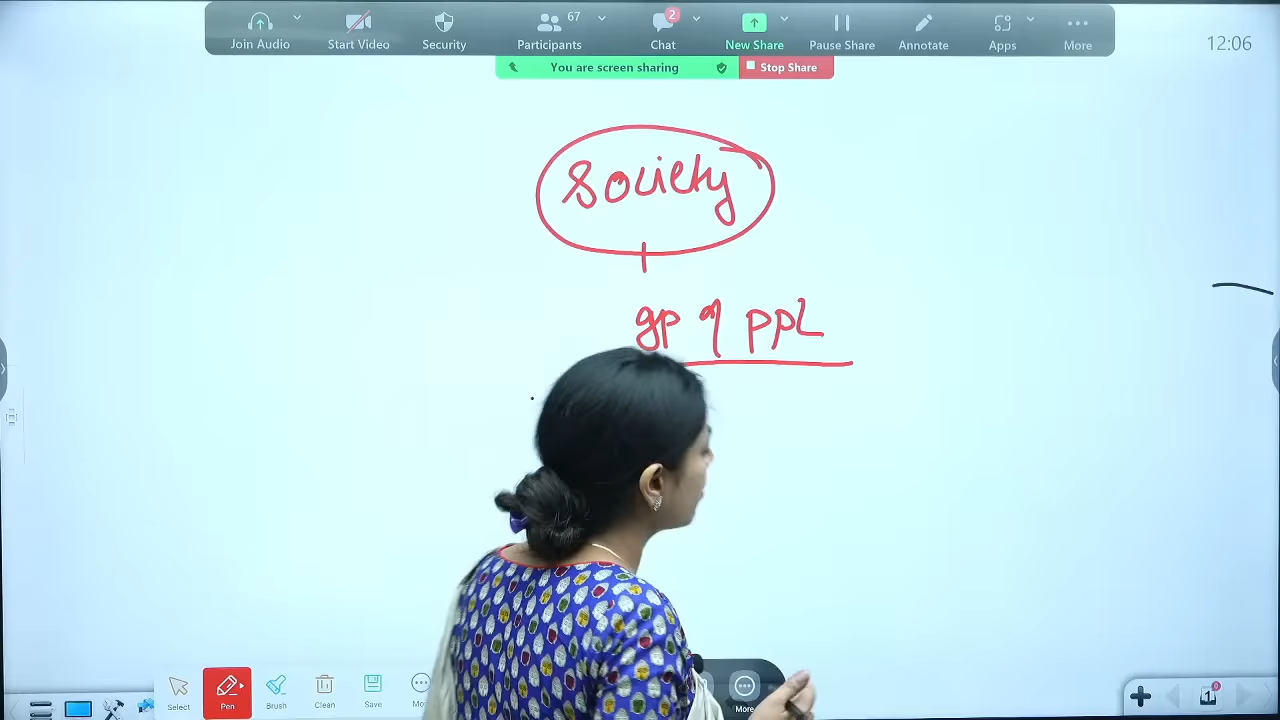 67
2
Join Audio Start Video Security Participants Chat New Share Pause Share Annotate Apps More
12:06
You are screen sharing Stop Share
Society
gp of ppl
Select Pen Brush Clean Save More